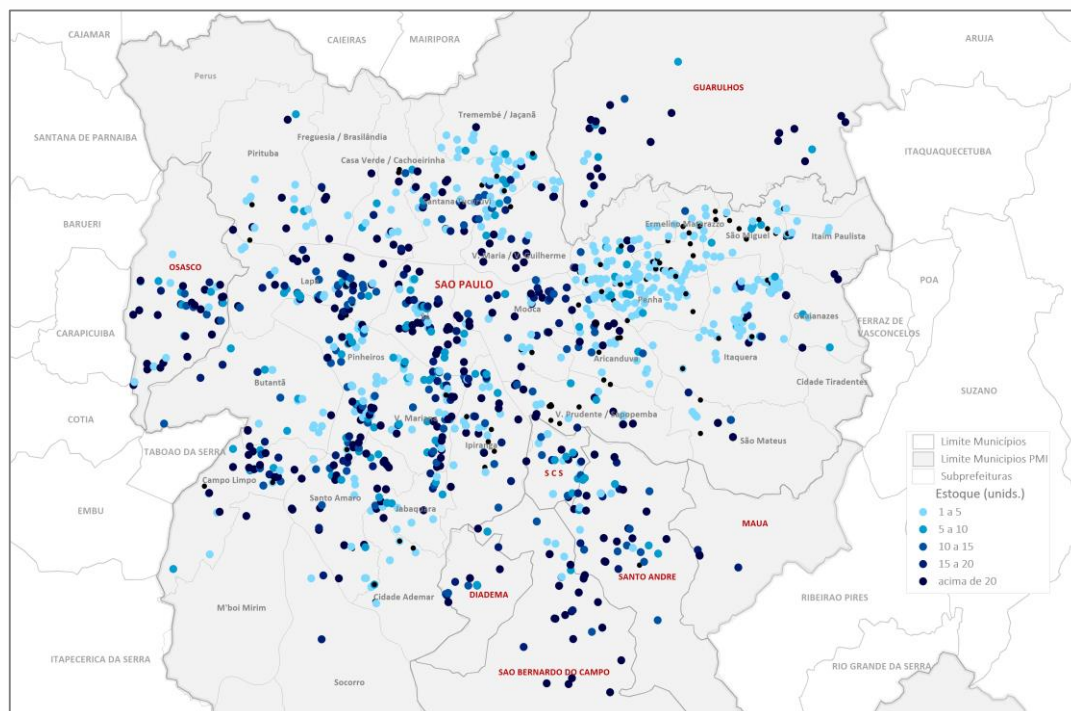 CAJAMAR
CAIEIRAS
MAIRIPORA
ARUJA
Perus
GUARULHOS
Tremembé / Jaçanã
SANTANA DE PARNAIBA
Freguesia / Brasilândia
Pirituba
Casa Verde / Cachoeirinha
ITAQUAQUECETUBA
BARUERI
Ermelino Matarazzo
São Miguel
Itaim Paulista
V. Maria / V. Guilherme
OSASCO
Lapa
SAO PAULO
POA
Penha
Mooca
Guaianazes
FERRAZ DE
VASCONCELOS
CARAPICUIBA
Pinheiros
Aricanduva
Itaquera
Butantã
Cidade Tiradentes
SUZANO
COTIA
V. Mariana
V. Prudente / Sapopemba
São Mateus
Ipiranga
TABOAO DA SERRA
S C S
Campo Limpo
Santo Amaro
Jabaquara
EMBU
MAUA
SANTO ANDRE
DIADEMA
Cidade Ademar
M'boi Mirim
RIBEIRAO PIRES
ITAPECERICA DA SERRA
SAO BERNARDO DO CAMPO
RIO GRANDE DA SERRA
Socorro
Limite Municípios
Limite Municípios PMI
Subprefeituras
Estoque (unids.)
1 a 5
5 a 10
10 a 15
15 a 20
acima de 20